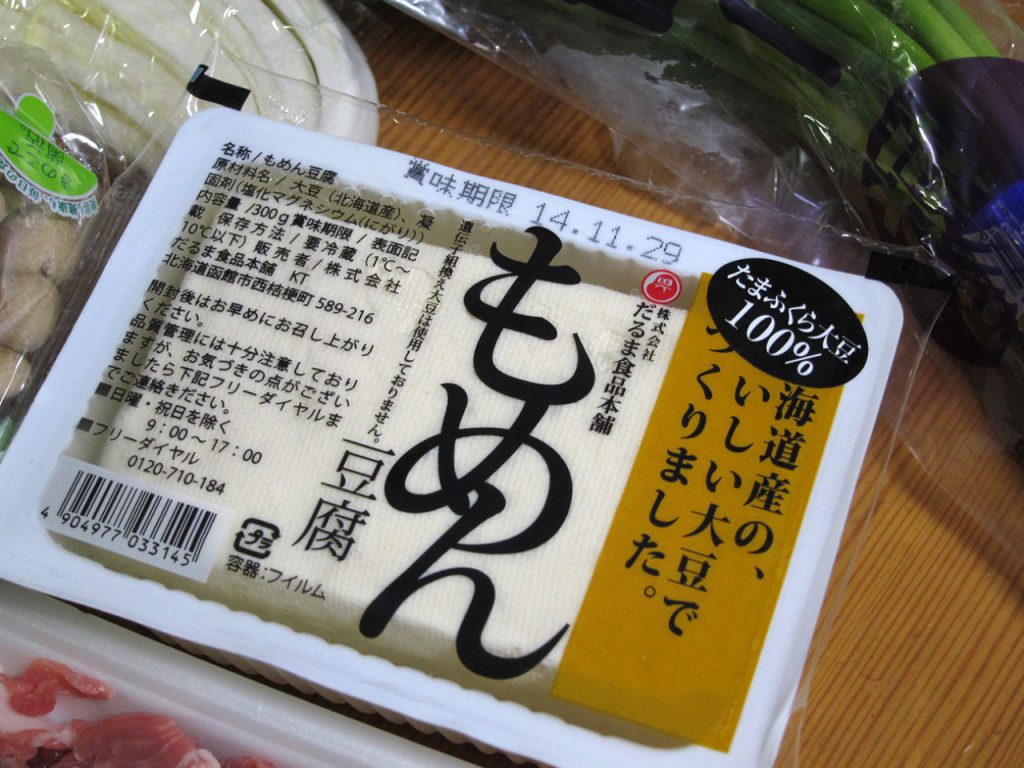 賞味期限 14.11.29
名称/もめん豆腐
原材料名/大豆(北海道産)、凝
固剤(塩化マグネシウム(にがり))
内容量/300g 賞味期限/表面記
載 保存方法/要冷蔵(1℃〜
10℃以下) 販売者/株式会社
だるま食品本舗 KT
北海道函館市西桔梗町589-216
開封後はお早めにお召し上がり
ください。
品質管理には十分注意しており
ますが、お気づきの点がござい
ましたら下記フリーダイヤルま
でご連絡ください。
■日曜・祝日を除く
9:00〜17:00
■フリーダイヤル
0120-710-184
4 904977 033145
プラ
容器:フイルム
遺伝子組換え大豆は使用しておりません。
もめん
豆腐
株式会社
だるま食品本舗
たまふくら大豆
100%
海道産の、
いしい大豆で
つくりました。